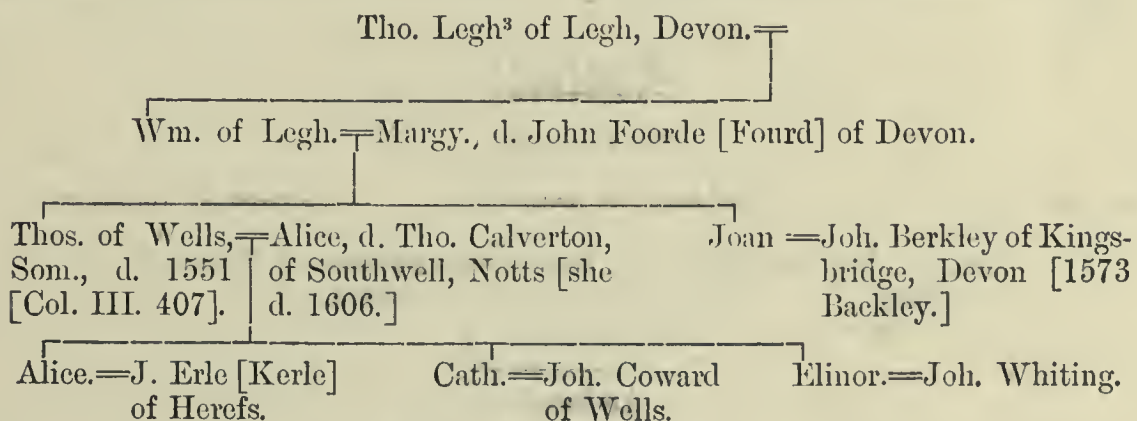 Tho. Legh³ of Legh, Devon.=
Wm. of Legh.=Margy., d. John Foorde [Fourd] of Devon.
Thos. of Wells,=Alice, d. Tho. Calverton,
Som., d. 1551 of Southwell, Notts [she
[Col. III. 407]. d. 1606.]
Joan =Joh. Berkley of Kings-
bridge, Devon [1573
Backley.]
Alice.=J. Erle [Kerle]
of Herefs.
Cath.=Joh. Coward
of Wells.
Elinor.=Joh. Whiting.